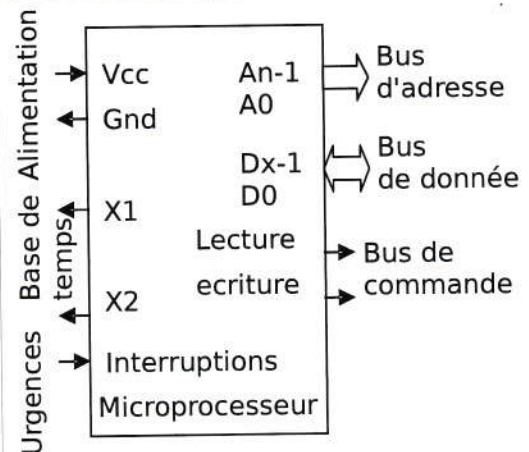 Alimentation
Base de
temps
Urgences
Vcc
Gnd
X1
X2
Interruptions
Microprocesseur
An-1
A0
Dx-1
D0
Lecture
ecriture
Bus
d'adresse
Bus
de donnée
Bus de
commande